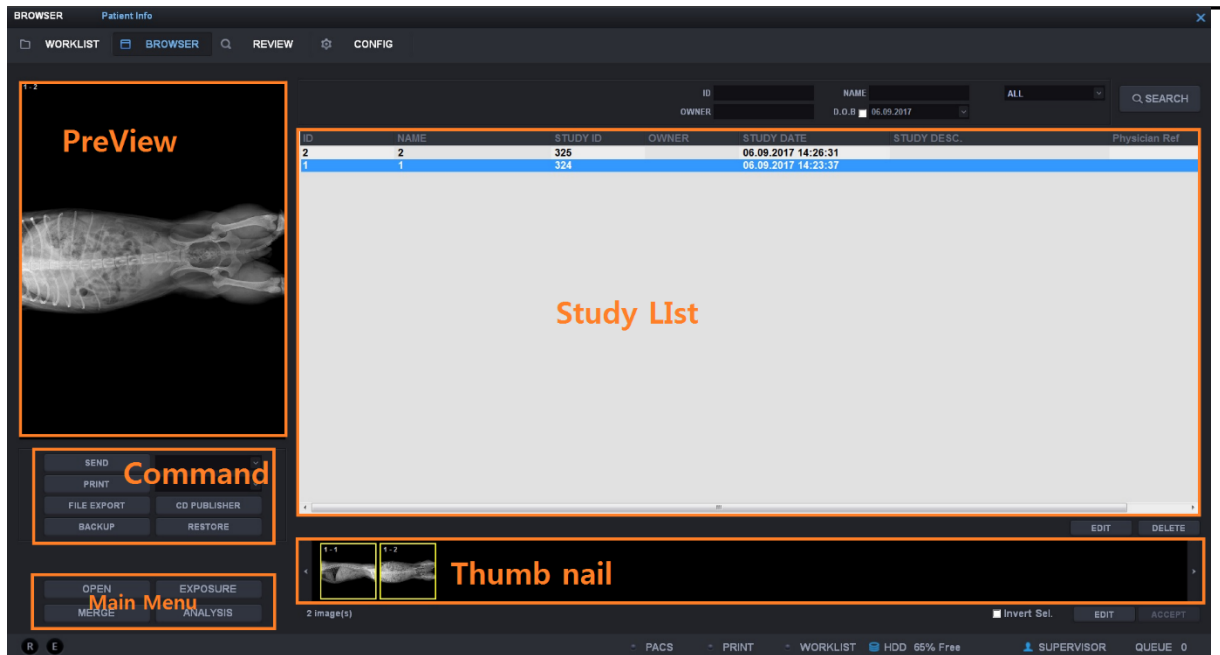 BROWSER Patient Info
WORKLIST BROWSER REVIEW CONFIG
1 - 2
PreView
ID NAME ALL SEARCH
OWNER D.O.B 06.09.2017
ID NAME STUDY ID OWNER STUDY DATE STUDY DESC. Physician Ref
2 2 325 06.09.2017 14:26:31
1 1 324 06.09.2017 14:23:37
Study LIst
SEND
Command
PRINT
FILE EXPORT CD PUBLISHER
BACKUP RESTORE
EDIT DELETE
1 - 1 1 - 2
Thumb nail
OPEN EXPOSURE
Main Menu
MERGE ANALYSIS
2 image(s) Invert Sel. EDIT ACCEPT
R E PACS PRINT WORKLIST HDD 65% Free SUPERVISOR QUEUE 0